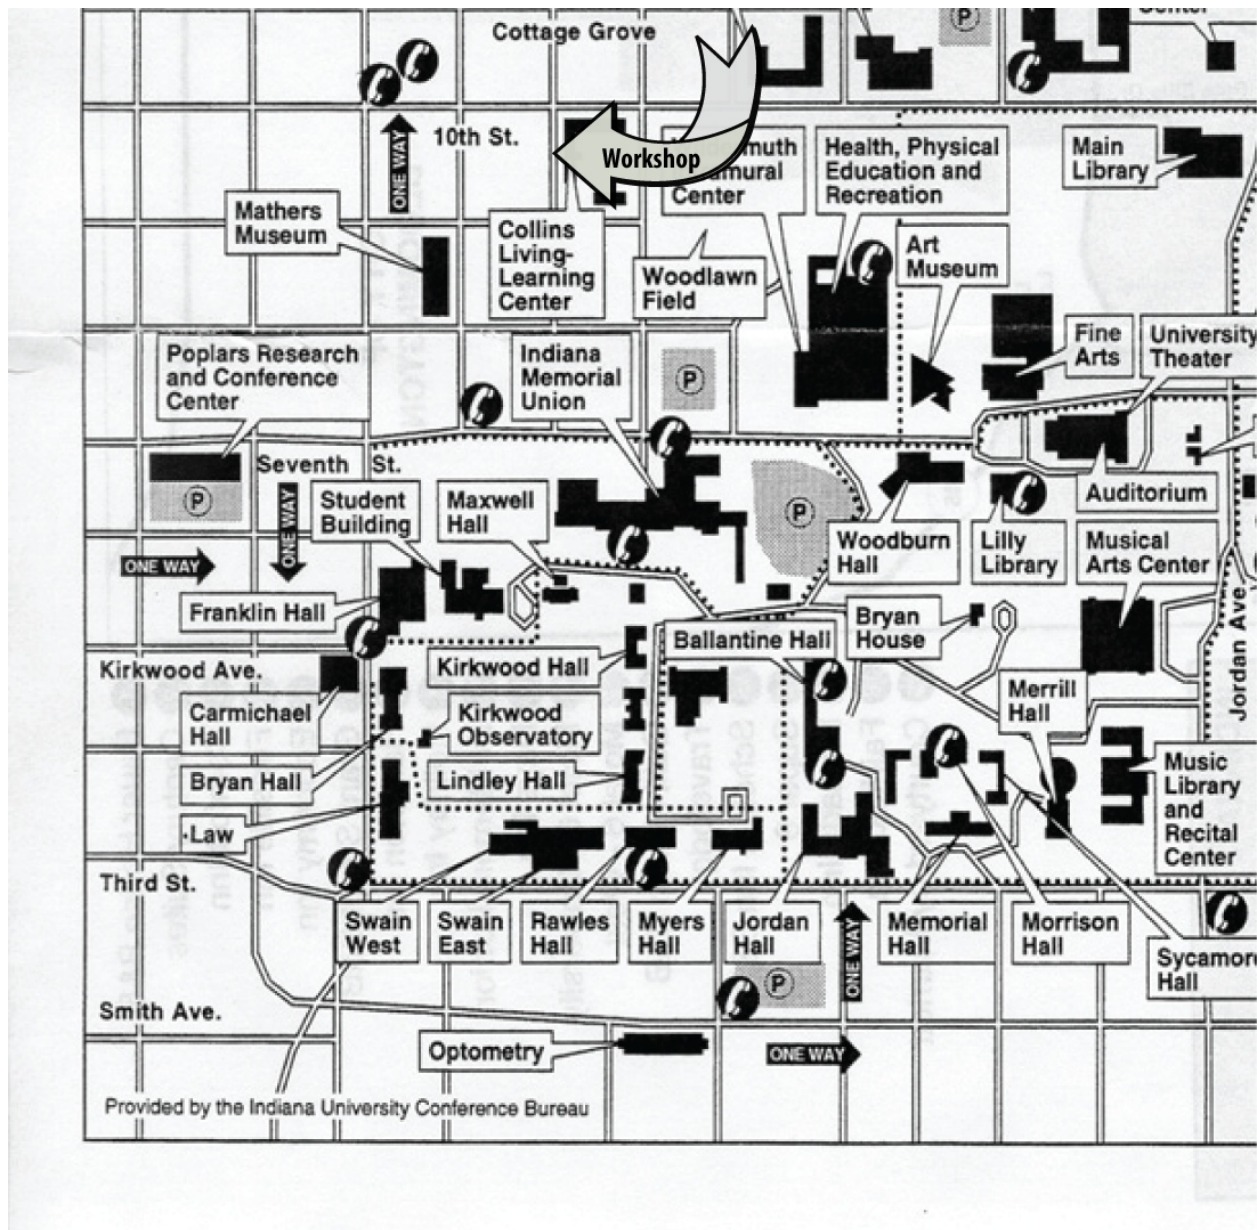 Center
Cottage Grove
P
10th St.
ONE WAY
Workshop
muth
amural
Center
Health, Physical
Education and
Recreation
Main
Library
Mathers
Museum
Collins
Living-
Learning
Center
Woodlawn
Field
Art
Museum
Poplars Research
and Conference
Center
Indiana
Memorial
Union
P
Fine
Arts
University
Theater
Seventh St.
P
ONE WAY
Student
Building
Maxwell
Hall
P
Auditorium
Woodburn
Hall
Lilly
Library
Musical
Arts Center
ONE WAY
Franklin Hall
Bryan
House
Ballantine Hall
Kirkwood Ave.
Kirkwood Hall
Jordan Ave.
Merrill
Hall
Carmichael
Hall
Kirkwood
Observatory
Bryan Hall
Lindley Hall
Music
Library
and
Recital
Center
Law
Third St.
Swain
West
Swain
East
Rawles
Hall
Myers
Hall
Jordan
Hall
ONE WAY
Memorial
Hall
Morrison
Hall
Sycamore
Hall
P
Smith Ave.
Optometry
ONE WAY
Provided by the Indiana University Conference Bureau